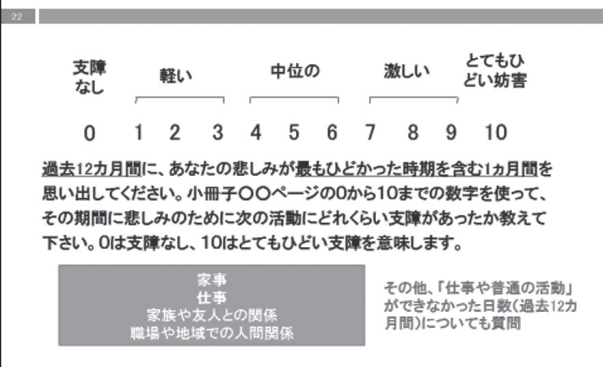 22
支障なし 軽い 中位の 激しい とてもひどい妨害
0 1 2 3 4 5 6 7 8 9 10
過去12カ月間に、あなたの悲しみが最もひどかった時期を含む1ヵ月間を
思い出してください。小冊子〇〇ページの0から10までの数字を使って、
その期間に悲しみのために次の活動にどれくらい支障があったか教えて
下さい。0は支障なし、10はとてもひどい支障を意味します。
家事
仕事
家族や友人との関係
職場や地域での人間関係
その他、「仕事や普通の活動」
ができなかった日数(過去12カ
月間)についても質問